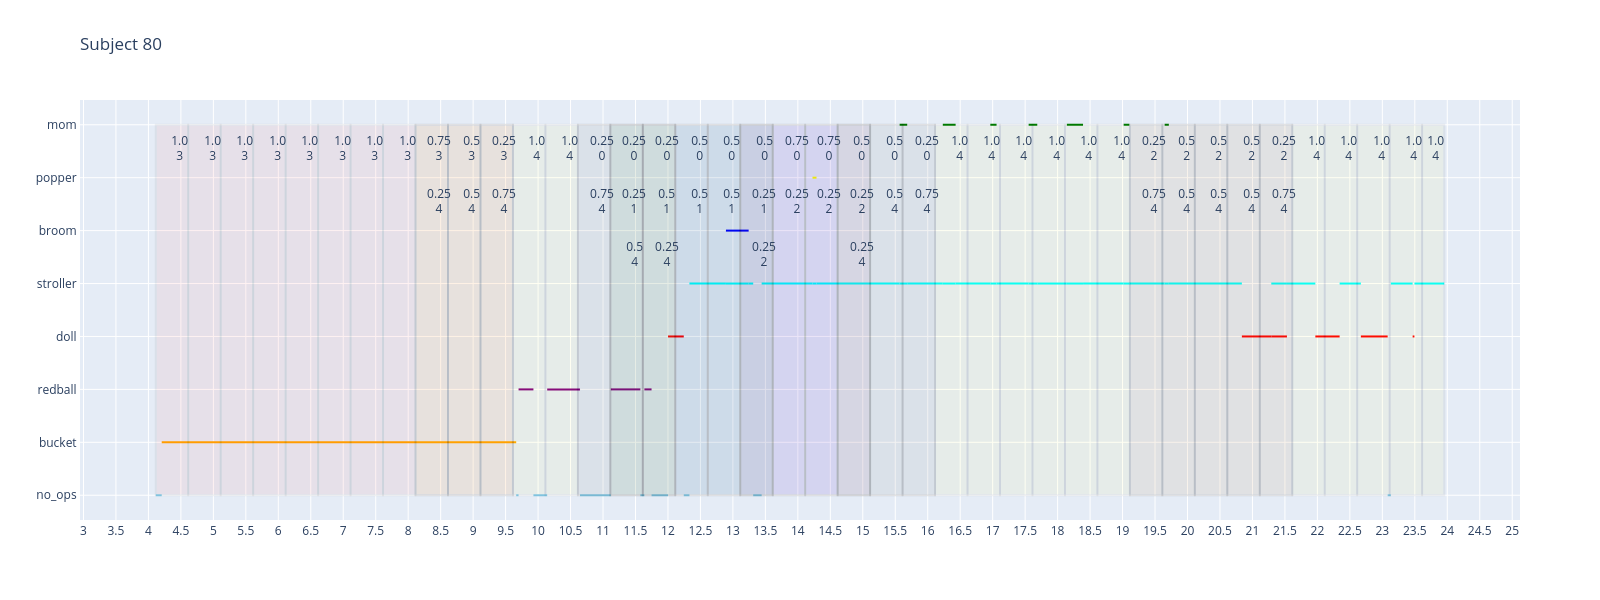 Subject 80
mom
1.0 1.0 1.0 1.0 1.0 1.0 1.0 1.0 0.75 0.5 0.25 1.0 1.0 0.25 0.25 0.25 0.5 0.5 0.5 0.75 0.75 0.5 0.5 0.25 1.0 1.0 1.0 1.0 1.0 1.0 0.25 0.5 0.5 0.5 0.25 1.0 1.0 1.0 1.0 1.0
3 3 3 3 3 3 3 3 3 3 3 4 4 0 0 0 0 0 0 0 0 0 0 0 4 4 4 4 4 4 2 2 2 2 2 4 4 4 4 4
popper
0.25 0.5 0.75 0.75 0.25 0.5 0.5 0.5 0.25 0.25 0.25 0.25 0.5 0.75 0.75 0.5 0.5 0.5 0.75
4 4 4 4 1 1 1 1 1 2 2 2 4 4 4 4 4 4 4
broom
0.5 0.25 0.25 0.25
4 4 2 4
stroller
doll
redball
bucket
no_ops
3 3.5 4 4.5 5 5.5 6 6.5 7 7.5 8 8.5 9 9.5 10 10.5 11 11.5 12 12.5 13 13.5 14 14.5 15 15.5 16 16.5 17 17.5 18 18.5 19 19.5 20 20.5 21 21.5 22 22.5 23 23.5 24 24.5 25